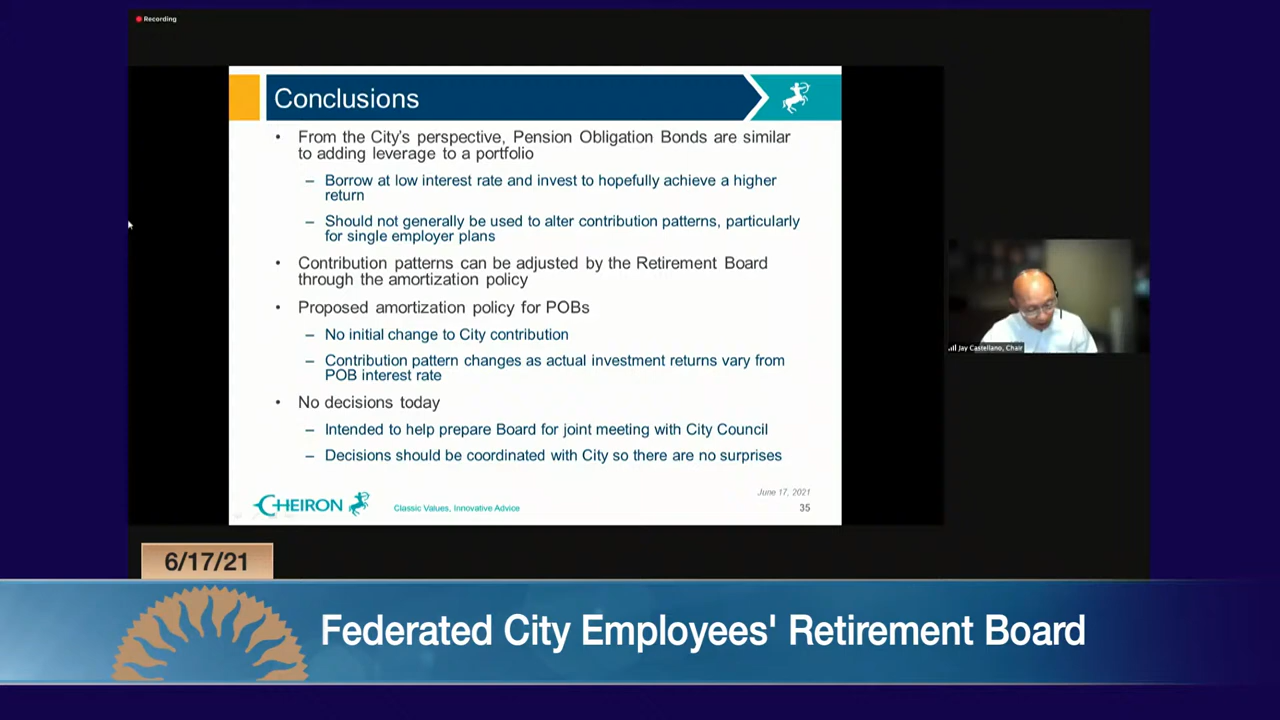 Recording
Conclusions
• From the City's perspective, Pension Obligation Bonds are similar
to adding leverage to a portfolio
– Borrow at low interest rate and invest to hopefully achieve a higher
return
– Should not generally be used to alter contribution patterns, particularly
for single employer plans
• Contribution patterns can be adjusted by the Retirement Board
through the amortization policy
• Proposed amortization policy for POBs
– No initial change to City contribution
– Contribution pattern changes as actual investment returns vary from
POB interest rate
• No decisions today
– Intended to help prepare Board for joint meeting with City Council
– Decisions should be coordinated with City so there are no surprises
June 17, 2021
CHEIRON
Classic Values, Innovative Advice
35
Jay Castellano, Chair
6/17/21
Federated City Employees' Retirement Board